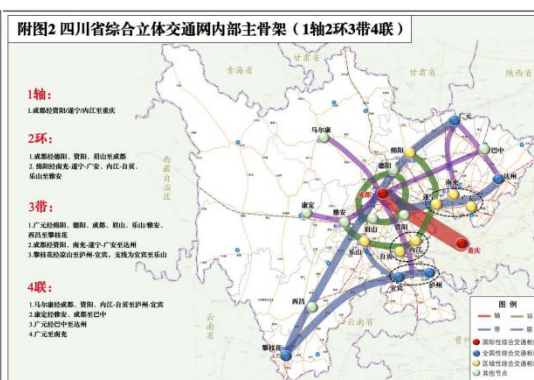 附图2 四川省综合立体交通网内部主骨架（1轴2环3带4联）
1轴：
1.成都经资阳/遂宁/内江至重庆
2环：
1.成都经德阳、资阳、眉山至成都
2.绵阳经南充-遂宁-广安、内江-自贡、
乐山至雅安
3带：
1.广元经绵阳、德阳、成都、眉山、乐山/雅安、
西昌至攀枝花
2.成都经资阳、南充-遂宁-广安至达州
3.攀枝花经宜山至泸州-宜宾，支线为宜宾至乐山
4联：
1.马尔康经成都、资阳、内江-自贡至泸州-宜宾
2.康定经雅安、成都至巴中
3.广元经巴中至达州
4.广元至南充
青海省
甘肃省
甘肃省
陕西省
西藏自治区
云南省
云南省
广元
马尔康
绵阳
巴中
德阳
达州
成都
南充
遂宁
广安
康定
雅安
眉山
资阳
重庆
乐山
内江
自贡
宜宾
泸州
西昌
攀枝花
图 例
轴
环
带
联
国际性综合交通枢
全国性综合交通枢
区域性综合交通枢
其他节点